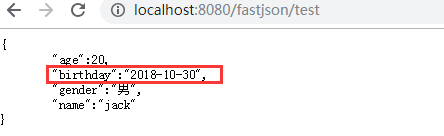 localhost:8080/fastjson/test
{
"age":20,
"birthday":"2018-10-30",
"gender":"男",
"name":"jack"
}